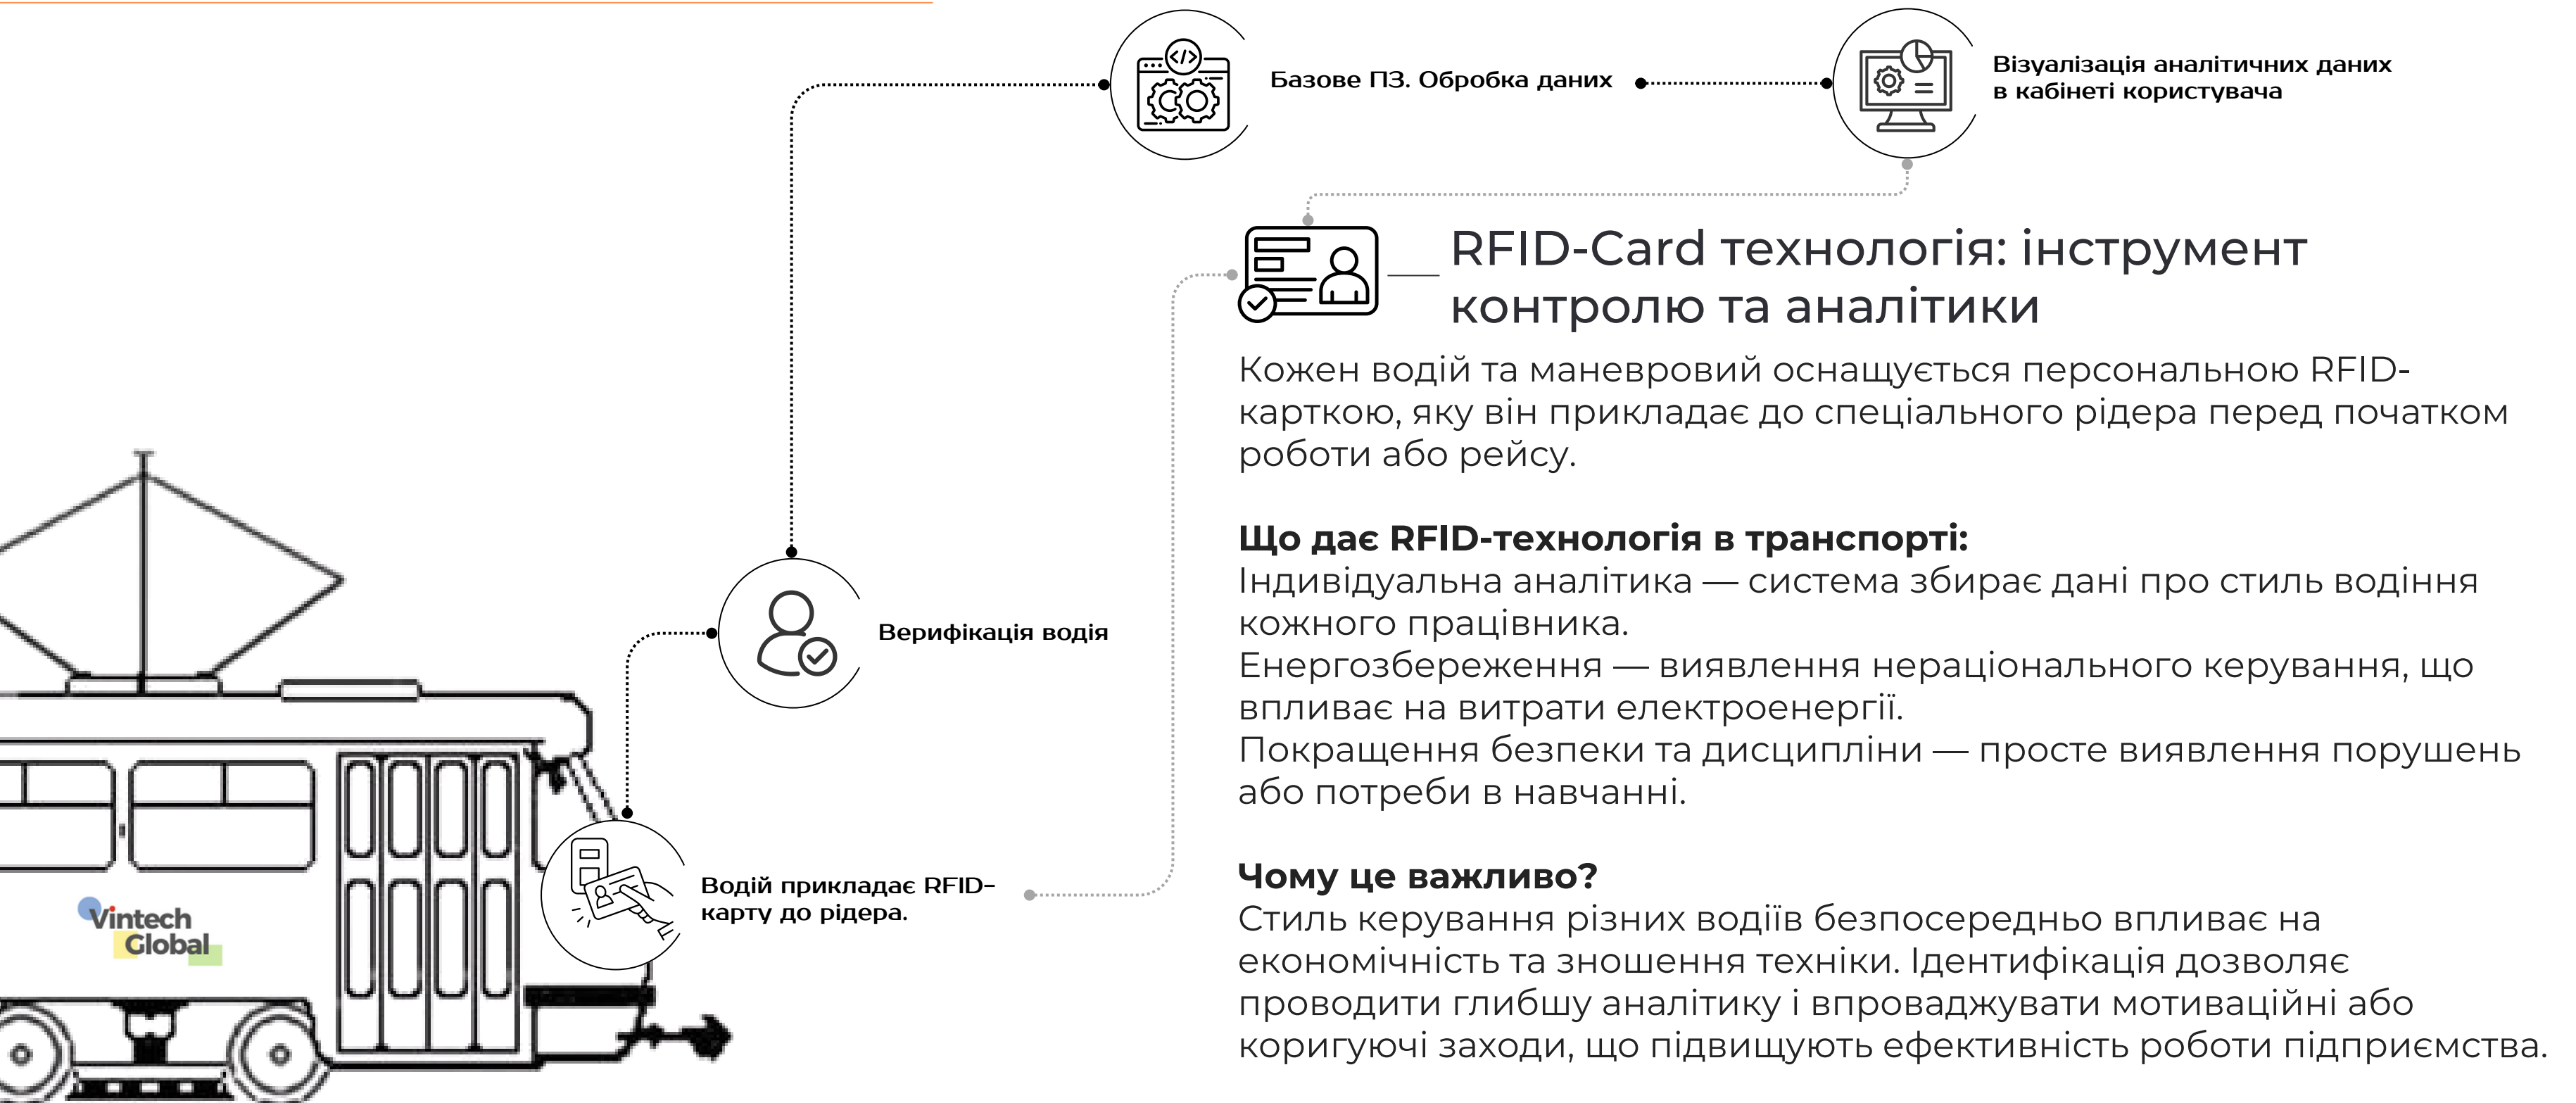 Базове ПЗ. Обробка даних
Візуалізація аналітичних даних
в кабінеті користувача
RFID-Card технологія: інструмент
контролю та аналітики
Кожен водій та маневровий оснащується персональною RFID-
карткою, яку він прикладає до спеціального рідера перед початком
роботи або рейсу.
Що дає RFID-технологія в транспорті:
Індивідуальна аналітика — система збирає дані про стиль водіння
кожного працівника.
Енергозбереження — виявлення нераціонального керування, що
впливає на витрати електроенергії.
Покращення безпеки та дисципліни — просте виявлення порушень
або потреби в навчанні.
Чому це важливо?
Стиль керування різних водіїв безпосередньо впливає на
економічність та зношення техніки. Ідентифікація дозволяє
проводити глибшу аналітику і впроваджувати мотиваційні або
коригуючі заходи, що підвищують ефективність роботи підприємства.
Верифікація водія
Водій прикладає RFID-
карту до рідера.
Vintech
Global